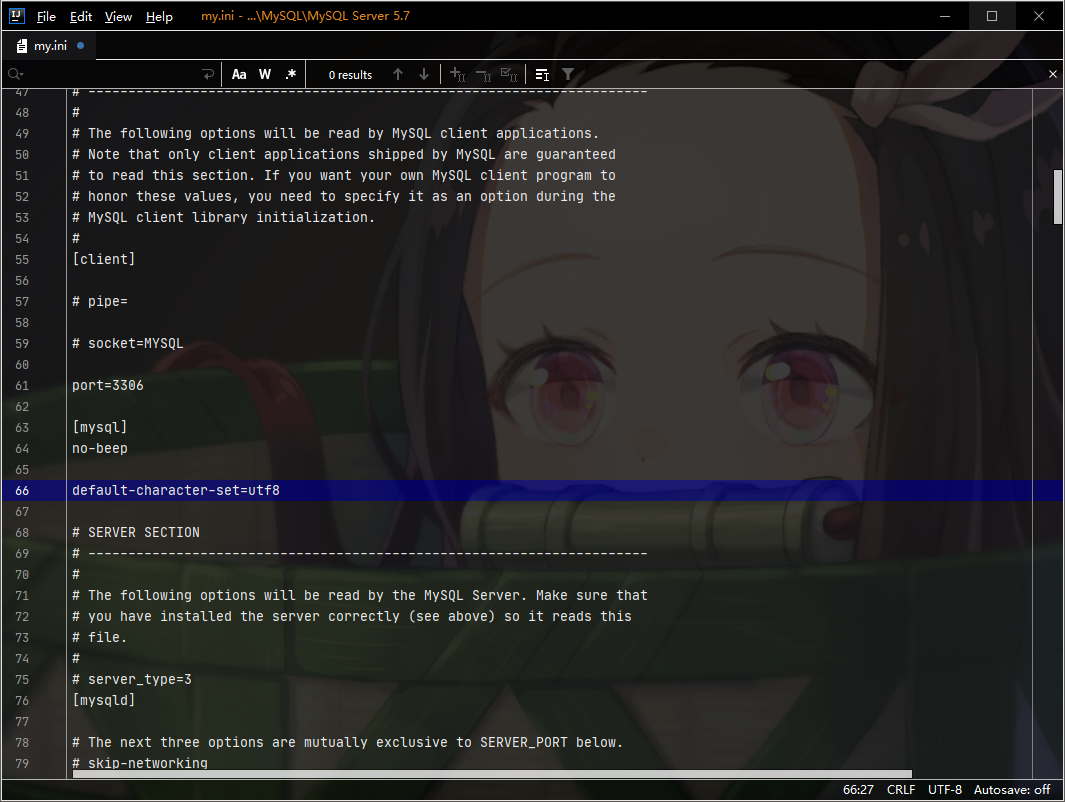 IJ File Edit View Help my.ini - ...\MySQL\MySQL Server 5.7
my.ini
Aa W .* 0 results
47 # ----------------------------------------------------------------------
48 #
49 # The following options will be read by MySQL client applications.
50 # Note that only client applications shipped by MySQL are guaranteed
51 # to read this section. If you want your own MySQL client program to
52 # honor these values, you need to specify it as an option during the
53 # MySQL client library initialization.
54 #
55 [client]
56
57 # pipe=
58
59 # socket=MYSQL
60
61 port=3306
62
63 [mysql]
64 no-beep
65
66 default-character-set=utf8
67
68 # SERVER SECTION
69 # ----------------------------------------------------------------------
70 #
71 # The following options will be read by the MySQL Server. Make sure that
72 # you have installed the server correctly (see above) so it reads this
73 # file.
74 #
75 # server_type=3
76 [mysqld]
77
78 # The next three options are mutually exclusive to SERVER_PORT below.
79 # skip-networking
66:27 CRLF UTF-8 Autosave: off